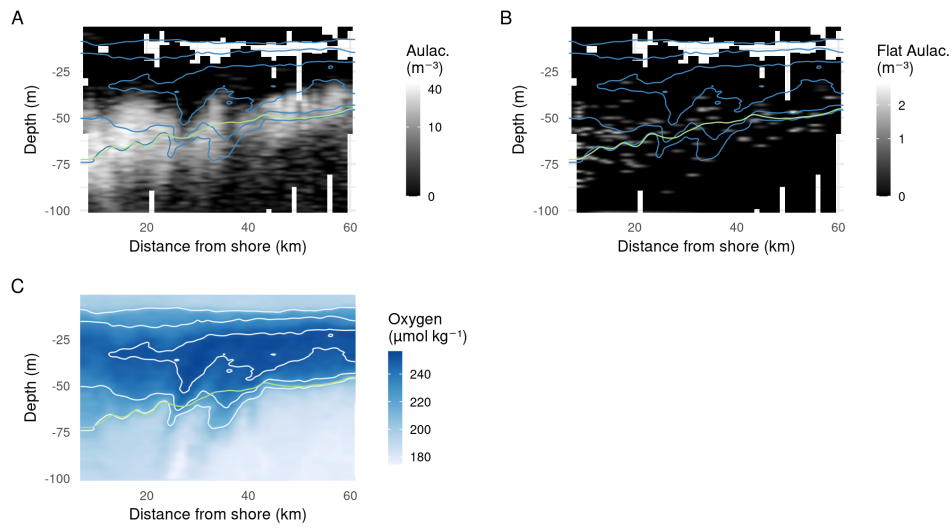 A
Aulac.
(m⁻³)
40
10
0
-25
-50
-75
-100
Depth (m)
20
40
60
Distance from shore (km)
B
Flat Aulac.
(m⁻³)
2
1
0
-25
-50
-75
-100
Depth (m)
20
40
60
Distance from shore (km)
C
Oxygen
(μmol kg⁻¹)
240
220
200
180
-25
-50
-75
-100
Depth (m)
20
40
60
Distance from shore (km)